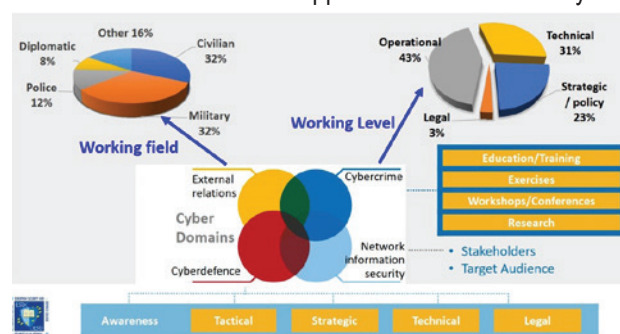 Other 16%
Diplomatic
8%
Civilian
32%
Police
12%
Military
32%
Working field
Operational
43%
Technical
31%
Strategic
/ policy
23%
Legal
3%
Working Level
External
relations
Cybercrime
Cyber
Domains
Cyberdefence
Network
information
security
Education/Training
Exercises
Workshops/Conferences
Research
• Stakeholders
• Target Audience
Awareness
Tactical
Strategic
Technical
Legal